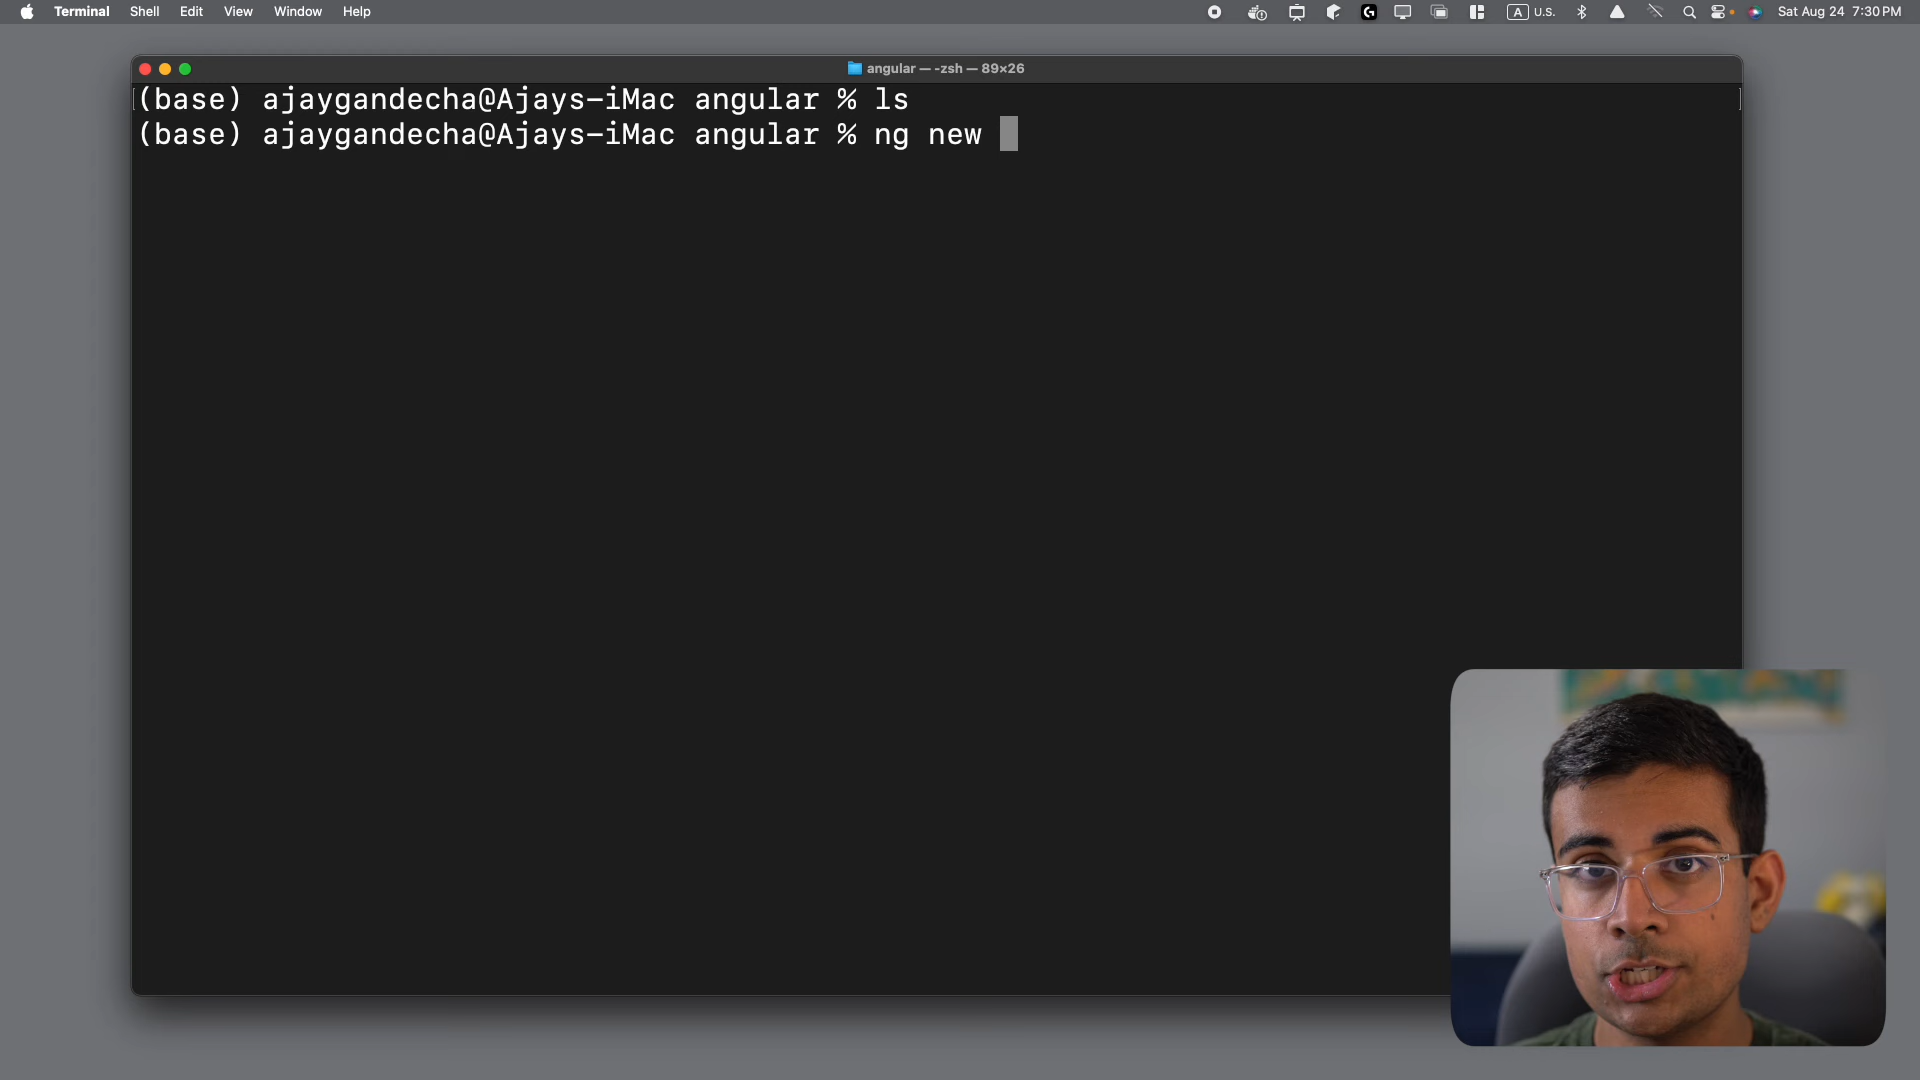 Terminal Shell Edit View Window Help
A U.S. Sat Aug 24 7:30 PM
angular — -zsh — 89×26
(base) ajaygandecha@Ajays-iMac angular % ls
(base) ajaygandecha@Ajays-iMac angular % ng new